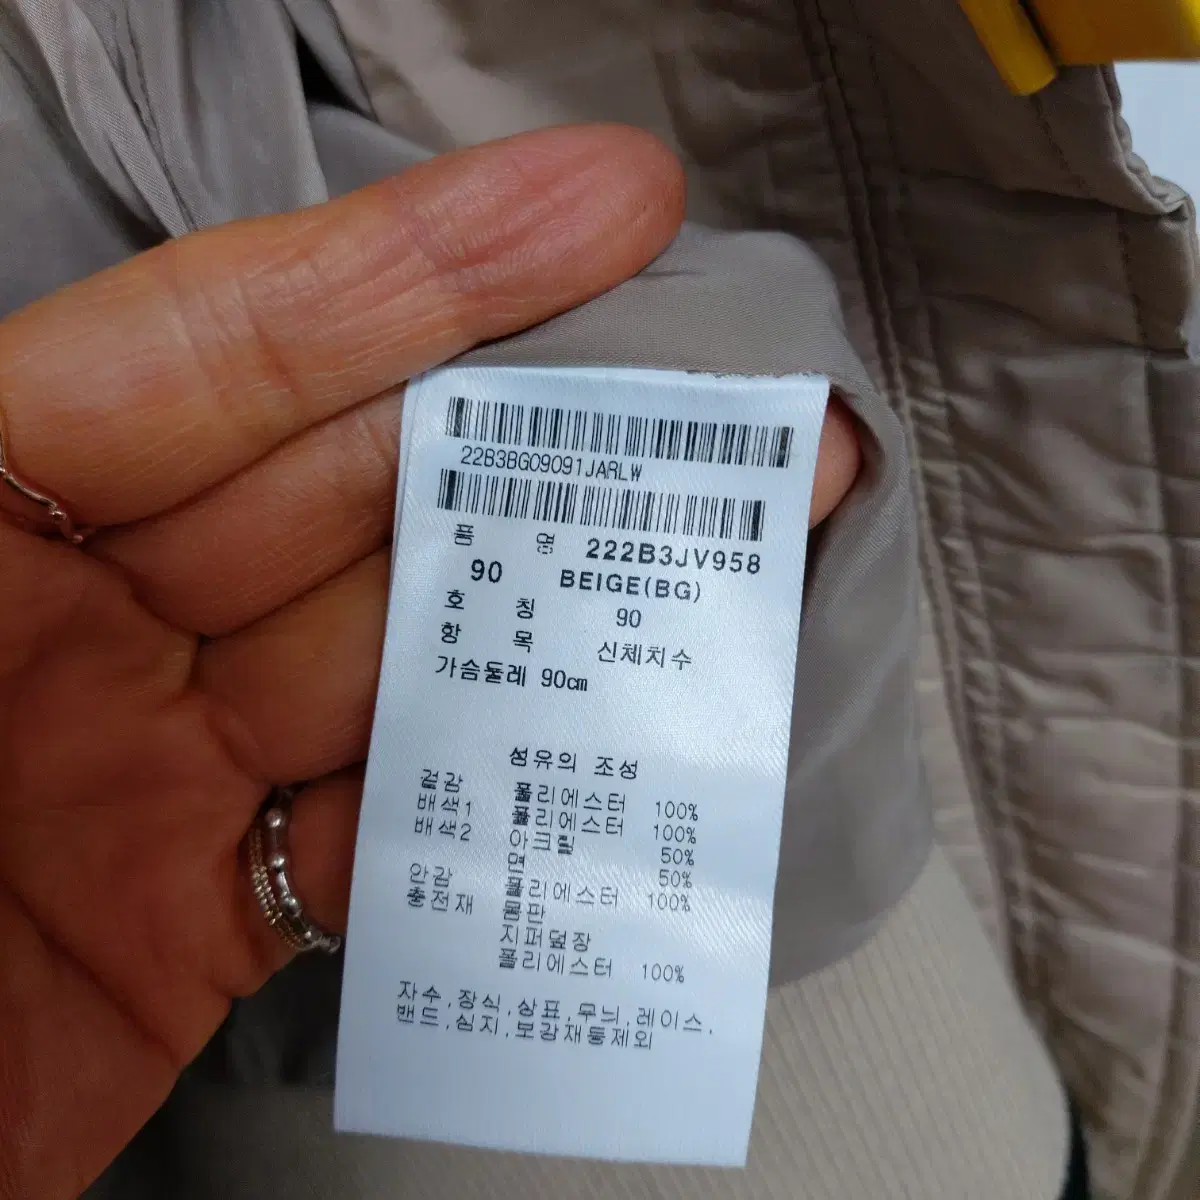 22B3BG09091JARLW
품 명 222B3JV958
90 BEIGE(BG)
호 칭 90
항 목 신체치수
가슴둘레 90cm
섬유의 조성
겉감 폴리에스터 100%
배색1 폴리에스터 100%
배색2 아크릴 50%
면 50%
안감 폴리에스터 100%
충전재 몸판
지퍼덮장
폴리에스터 100%
자수,장식,상표,무늬,레이스,
밴드,심지,보강재등제외